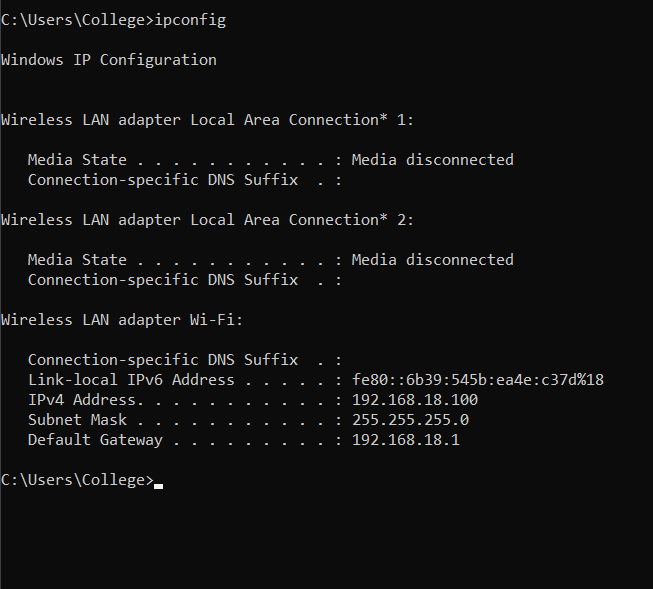 C:\Users\College>ipconfig
Windows IP Configuration
Wireless LAN adapter Local Area Connection* 1:
Media State . . . . . . . . . . . : Media disconnected
Connection-specific DNS Suffix  . :
Wireless LAN adapter Local Area Connection* 2:
Media State . . . . . . . . . . . : Media disconnected
Connection-specific DNS Suffix  . :
Wireless LAN adapter Wi-Fi:
Connection-specific DNS Suffix  . :
Link-local IPv6 Address . . . . . : fe80::6b39:545b:ea4e:c37d%18
IPv4 Address. . . . . . . . . . . : 192.168.18.100
Subnet Mask . . . . . . . . . . . : 255.255.255.0
Default Gateway . . . . . . . . . : 192.168.18.1
C:\Users\College>